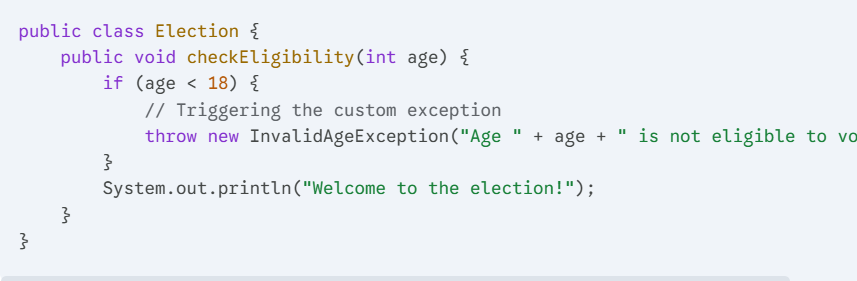 public class Election {
    public void checkEligibility(int age) {
        if (age < 18) {
            // Triggering the custom exception
            throw new InvalidAgeException("Age " + age + " is not eligible to vo
        }
        System.out.println("Welcome to the election!");
    }
}